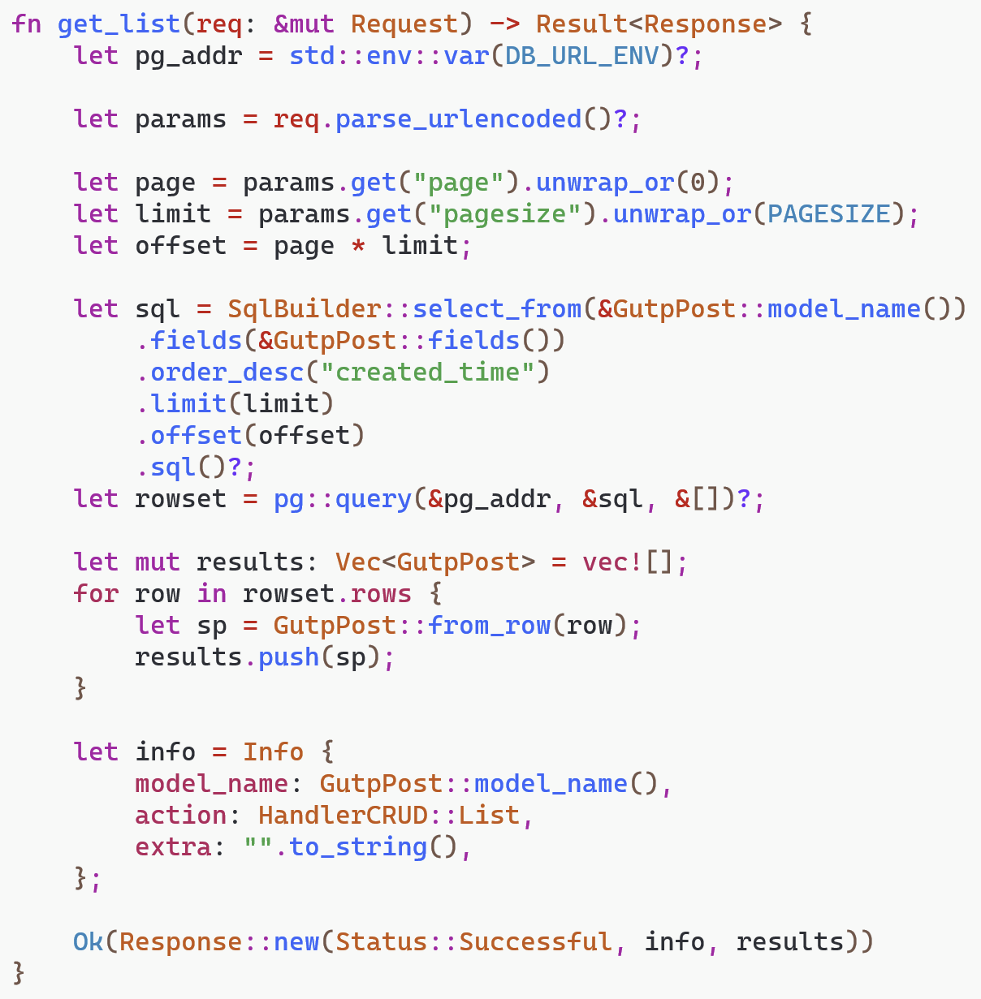 fn get_list(req: &mut Request) -> Result<Response> {
    let pg_addr = std::env::var(DB_URL_ENV)?;

    let params = req.parse_urlencoded()?;

    let page = params.get("page").unwrap_or(0);
    let limit = params.get("pagesize").unwrap_or(PAGESIZE);
    let offset = page * limit;

    let sql = SqlBuilder::select_from(&GutpPost::model_name())
        .fields(&GutpPost::fields())
        .order_desc("created_time")
        .limit(limit)
        .offset(offset)
        .sql()?;
    let rowset = pg::query(&pg_addr, &sql, &[])?;

    let mut results: Vec<GutpPost> = vec![];
    for row in rowset.rows {
        let sp = GutpPost::from_row(row);
        results.push(sp);
    }

    let info = Info {
        model_name: GutpPost::model_name(),
        action: HandlerCRUD::List,
        extra: "".to_string(),
    };

    Ok(Response::new(Status::Successful, info, results))
}